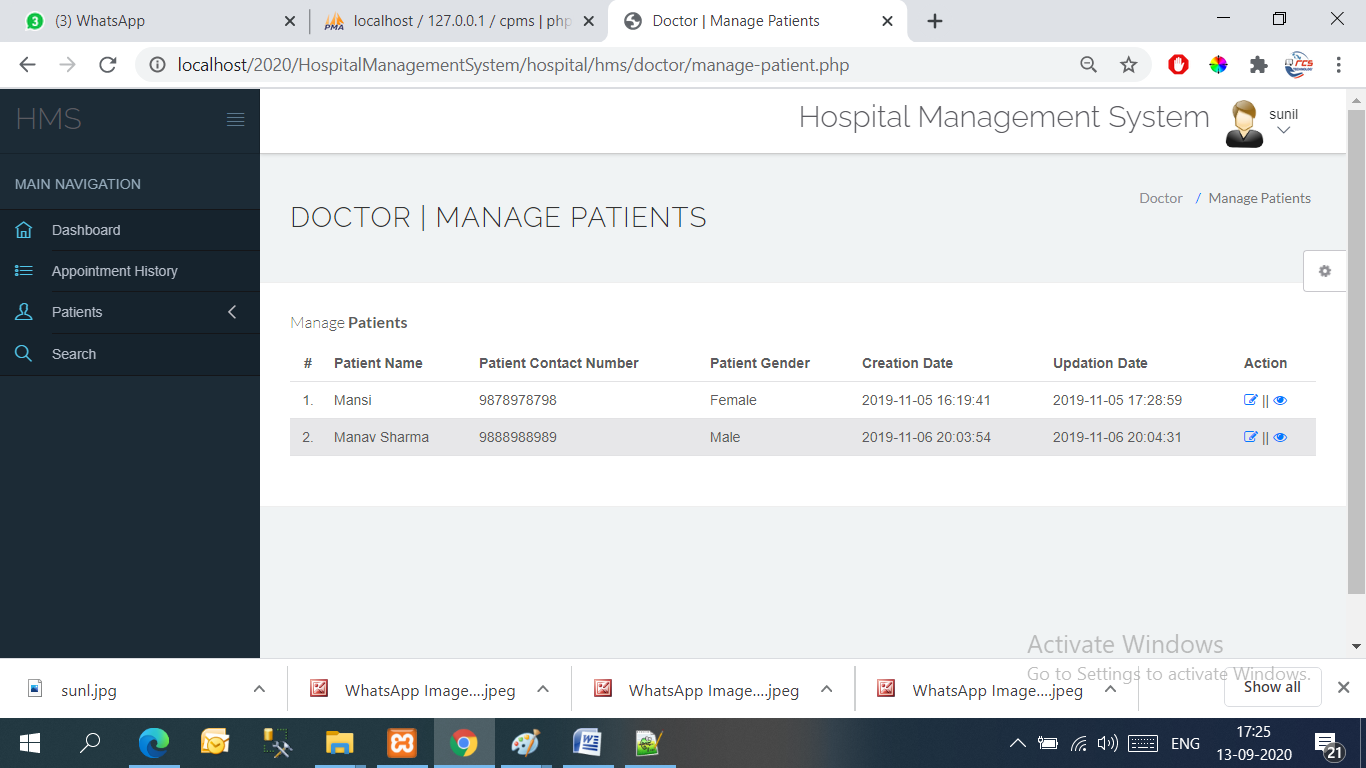 (3) WhatsApp
localhost / 127.0.0.1 / cpms | php
Doctor | Manage Patients
localhost/2020/HospitalManagementSystem/hospital/hms/doctor/manage-patient.php
HMS
Hospital Management System
sunil
MAIN NAVIGATION
Dashboard
Appointment History
Patients
Search
DOCTOR | MANAGE PATIENTS
Doctor / Manage Patients
Manage Patients
# Patient Name Patient Contact Number Patient Gender Creation Date Updation Date Action
1. Mansi 9878978798 Female 2019-11-05 16:19:41 2019-11-05 17:28:59 ||
2. Manav Sharma 9888988989 Male 2019-11-06 20:03:54 2019-11-06 20:04:31 ||
Activate Windows
Go to Settings to activate Windows.
sunl.jpg
WhatsApp Image....jpeg
WhatsApp Image....jpeg
WhatsApp Image....jpeg
Show all
ENG
17:25
13-09-2020
21